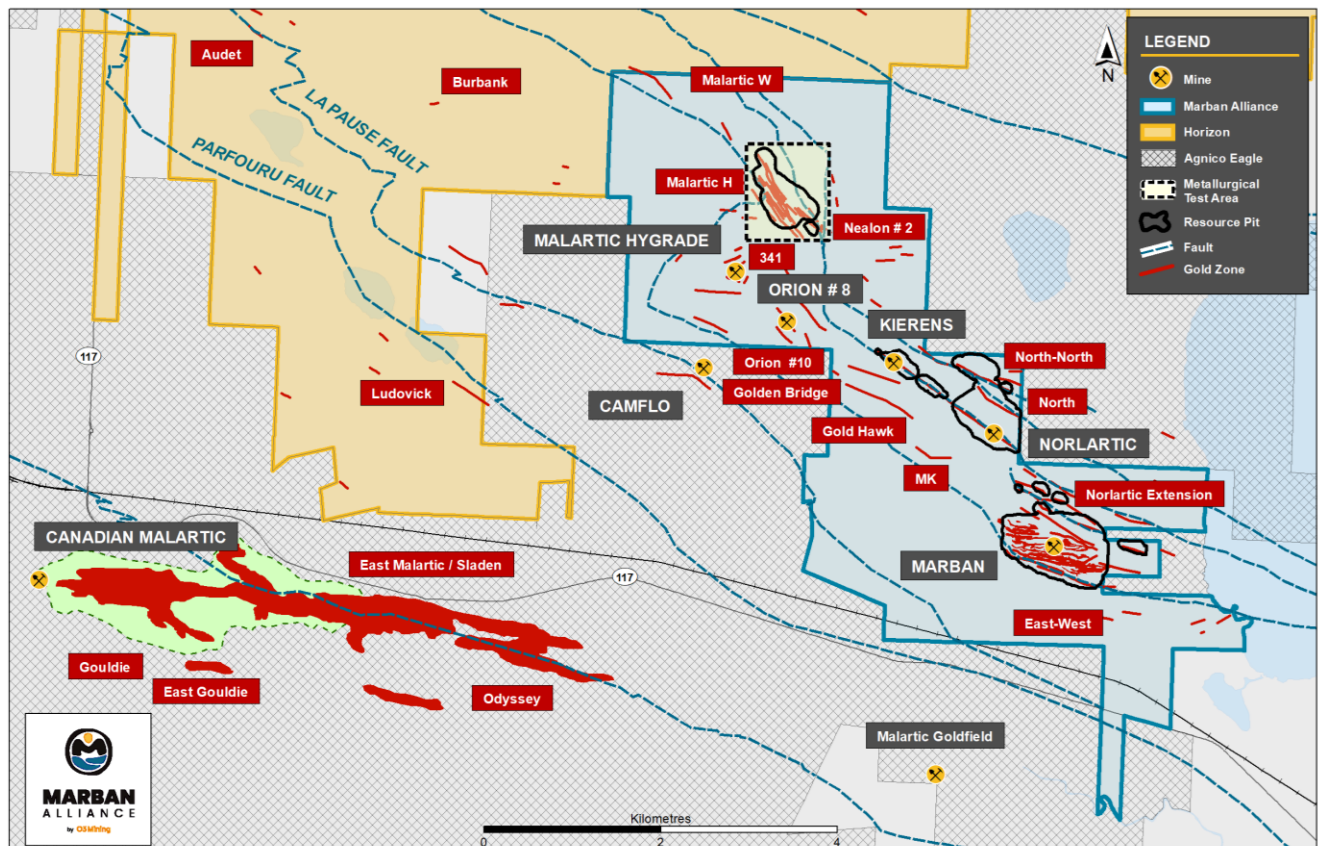 Audet
Burbank
Malartic W
LA PAUSE FAULT
PARFOURU FAULT
Malartic H
MALARTIC HYGRADE
Nealon # 2
341
ORION # 8
KIERENS
North-North
North
Orion #10
Golden Bridge
Ludovick
CAMFLO
Gold Hawk
NORLARTIC
MK
Norlartic Extension
117
CANADIAN MALARTIC
East Malartic / Sladen
117
MARBAN
East-West
Gouldie
East Gouldie
Odyssey
Malartic Goldfield
N
LEGEND
Mine
Marban Alliance
Horizon
Agnico Eagle
Metallurgical
Test Area
Resource Pit
Fault
Gold Zone
MARBAN
ALLIANCE
by O3Mining
Kilometres
0 2 4